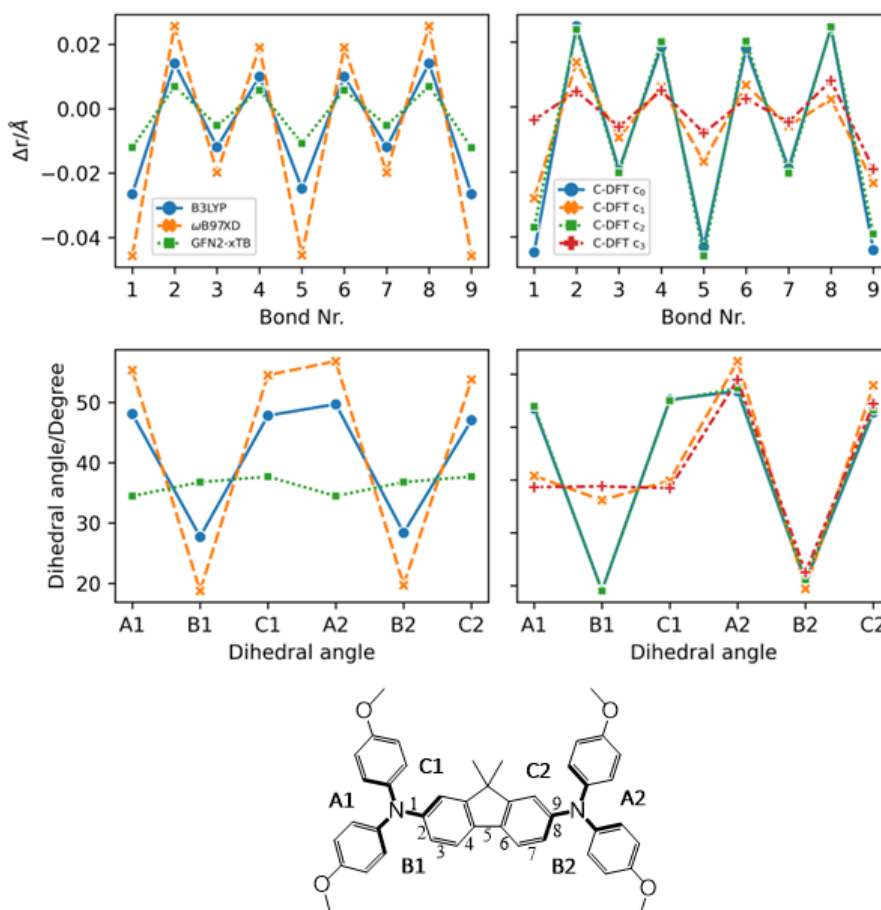 0.02
0.00
−0.02
−0.04
Δr/Å
B3LYP
ωB97XD
GFN2-xTB
1 2 3 4 5 6 7 8 9
Bond Nr.
C-DFT c₀
C-DFT c₁
C-DFT c₂
C-DFT c₃
1 2 3 4 5 6 7 8 9
Bond Nr.
50
40
30
20
Dihedral angle/Degree
A1 B1 C1 A2 B2 C2
Dihedral angle
A1 B1 C1 A2 B2 C2
Dihedral angle
O O
C1 C2
A1 A2
N 1 9 N
2 5 8
3 4 6 7
B1 B2
O O